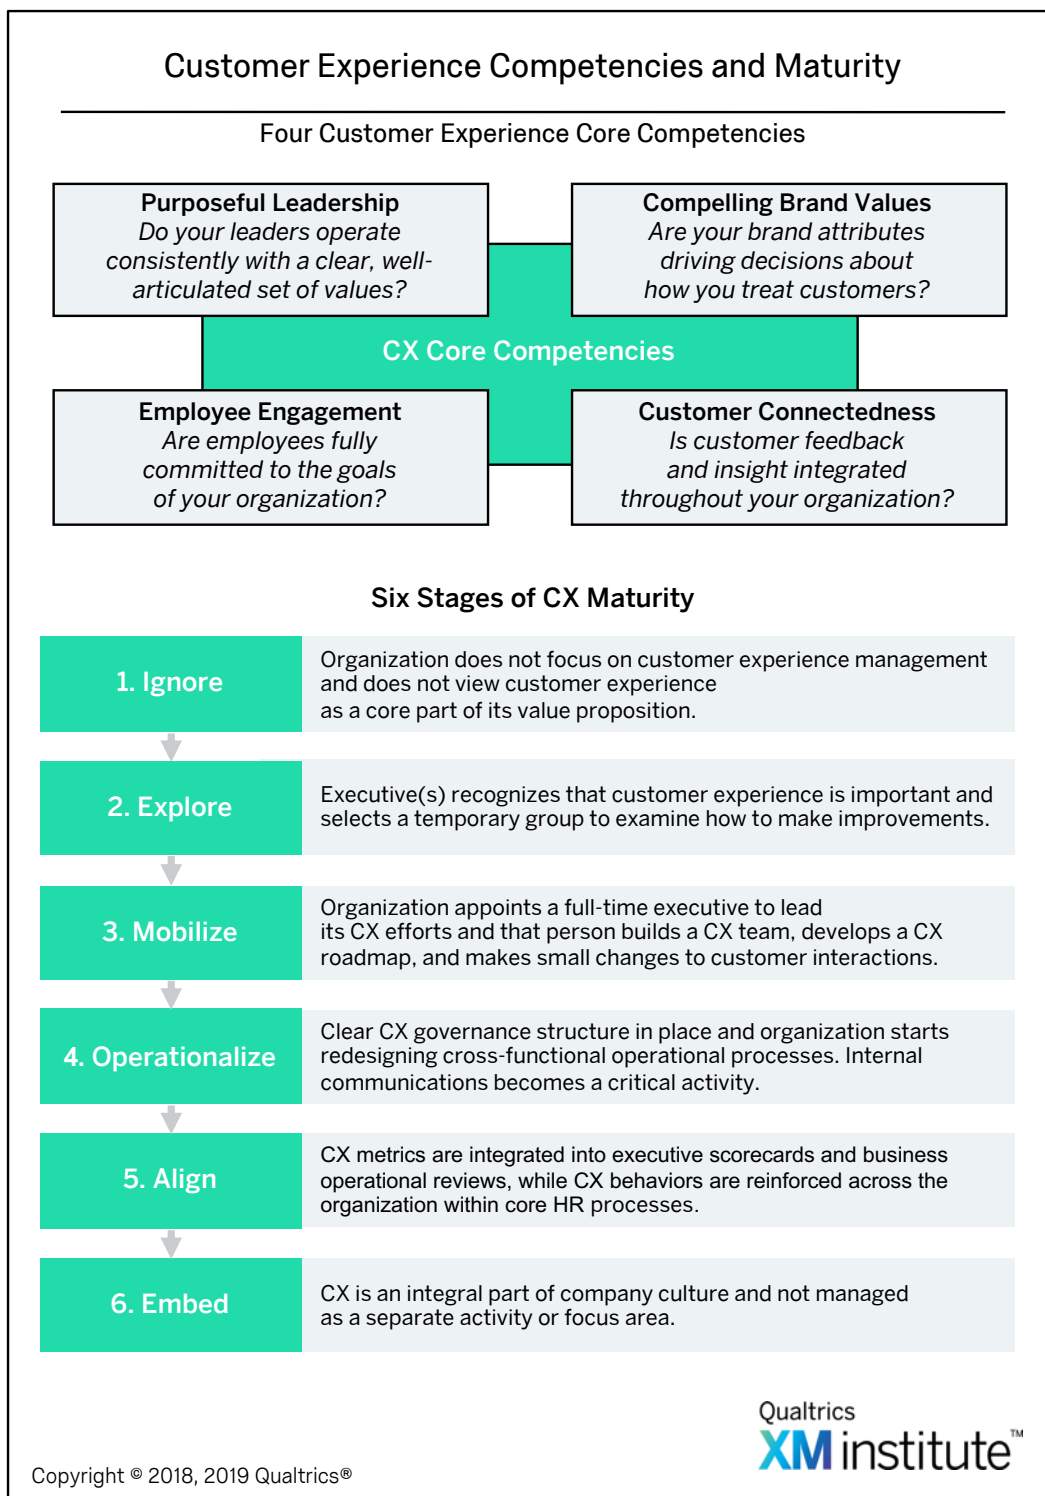 Customer Experience Competencies and Maturity
Four Customer Experience Core Competencies
Purposeful Leadership
Do your leaders operate
consistently with a clear, well-
articulated set of values?
Compelling Brand Values
Are your brand attributes
driving decisions about
how you treat customers?
CX Core Competencies
Employee Engagement
Are employees fully
committed to the goals
of your organization?
Customer Connectedness
Is customer feedback
and insight integrated
throughout your organization?
Six Stages of CX Maturity
1. Ignore
Organization does not focus on customer experience management
and does not view customer experience
as a core part of its value proposition.
2. Explore
Executive(s) recognizes that customer experience is important and
selects a temporary group to examine how to make improvements.
3. Mobilize
Organization appoints a full-time executive to lead
its CX efforts and that person builds a CX team, develops a CX
roadmap, and makes small changes to customer interactions.
4. Operationalize
Clear CX governance structure in place and organization starts
redesigning cross-functional operational processes. Internal
communications becomes a critical activity.
5. Align
CX metrics are integrated into executive scorecards and business
operational reviews, while CX behaviors are reinforced across the
organization within core HR processes.
6. Embed
CX is an integral part of company culture and not managed
as a separate activity or focus area.
Qualtrics
XM institute™
Copyright © 2018, 2019 Qualtrics®